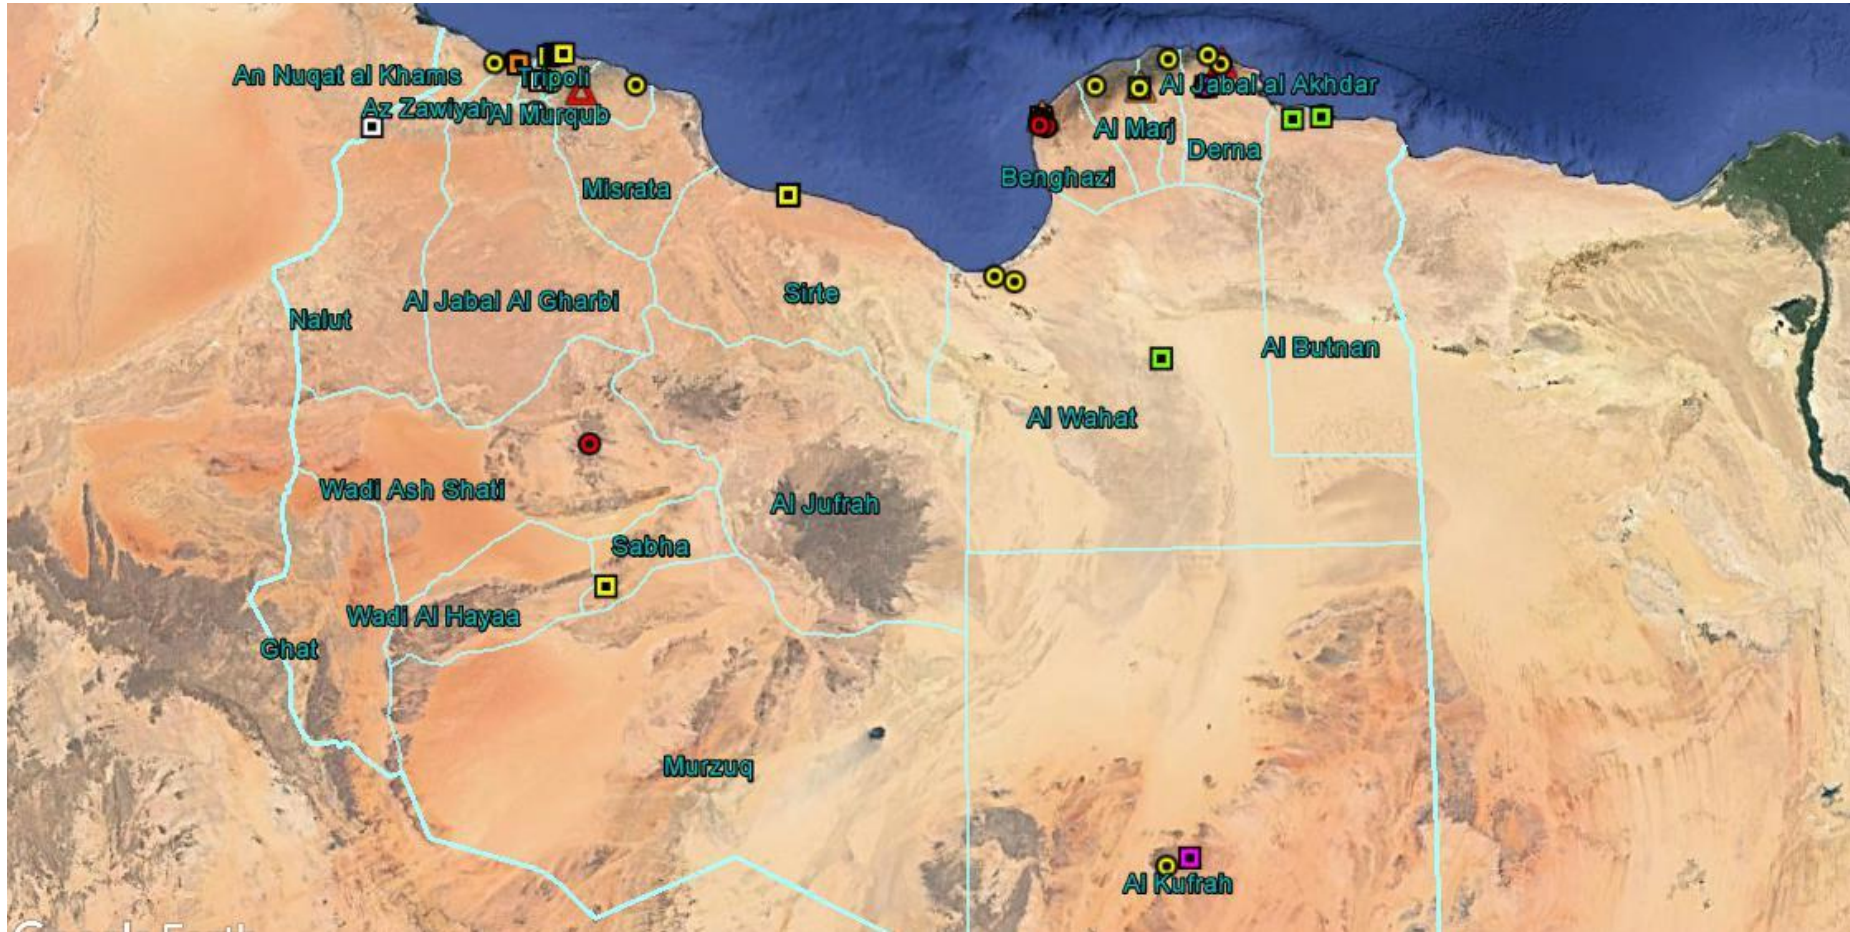 An Nuqat al Khams
Tripoli
Al Jabal al Akhdar
Az Zawiyah
Al Murqub
Al Marj
Derna
Benghazi
Misrata
Sirte
Al Jabal Al Gharbi
Nalut
Al Butnan
Al Wahat
Wadi Ash Shati
Al Jufrah
Sabha
Wadi Al Hayaa
Ghat
Murzuq
Al Kufrah
Google Earth